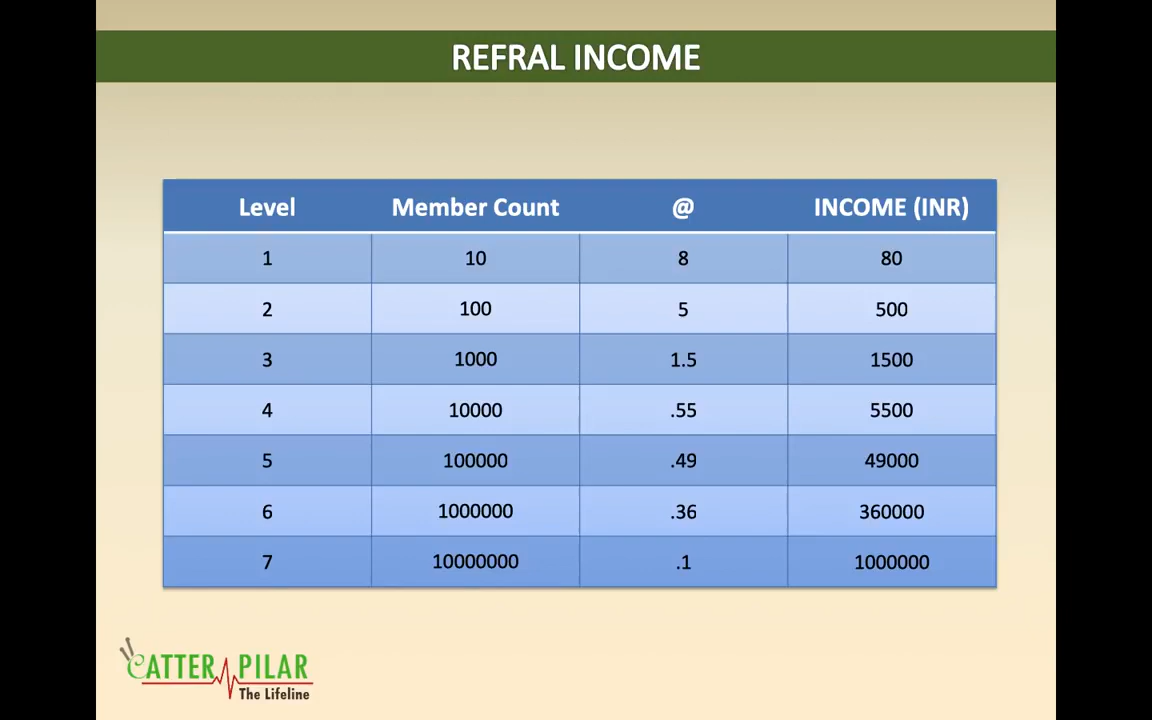 REFRAL INCOME
Level Member Count @ INCOME (INR)
1 10 8 80
2 100 5 500
3 1000 1.5 1500
4 10000 .55 5500
5 100000 .49 49000
6 1000000 .36 360000
7 10000000 .1 1000000
CATTER PILAR
The Lifeline